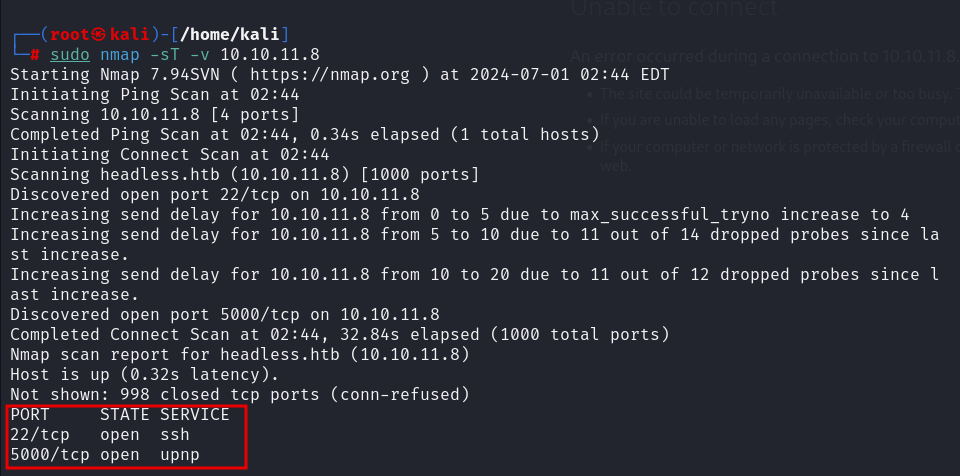 Unable to connect
┌──(root㉿kali)-[/home/kali]
└─# sudo nmap -sT -v 10.10.11.8
An error occurred during a connection to 10.10.11.8.
Starting Nmap 7.94SVN ( https://nmap.org ) at 2024-07-01 02:44 EDT
Initiating Ping Scan at 02:44
The site could be temporarily unavailable or too busy.
Scanning 10.10.11.8 [4 ports]
If you are unable to load any pages, check your
Completed Ping Scan at 02:44, 0.34s elapsed (1 total hosts)
Initiating Connect Scan at 02:44
If your computer or network is protected by a firewall
web.
Scanning headless.htb (10.10.11.8) [1000 ports]
Discovered open port 22/tcp on 10.10.11.8
Increasing send delay for 10.10.11.8 from 0 to 5 due to max_successful_tryno increase to 4
Increasing send delay for 10.10.11.8 from 5 to 10 due to 11 out of 14 dropped probes since la
st increase.
Increasing send delay for 10.10.11.8 from 10 to 20 due to 11 out of 12 dropped probes since l
ast increase.
Discovered open port 5000/tcp on 10.10.11.8
Completed Connect Scan at 02:44, 32.84s elapsed (1000 total ports)
Nmap scan report for headless.htb (10.10.11.8)
Host is up (0.32s latency).
Not shown: 998 closed tcp ports (conn-refused)
PORT     STATE SERVICE
22/tcp   open  ssh
5000/tcp open  upnp